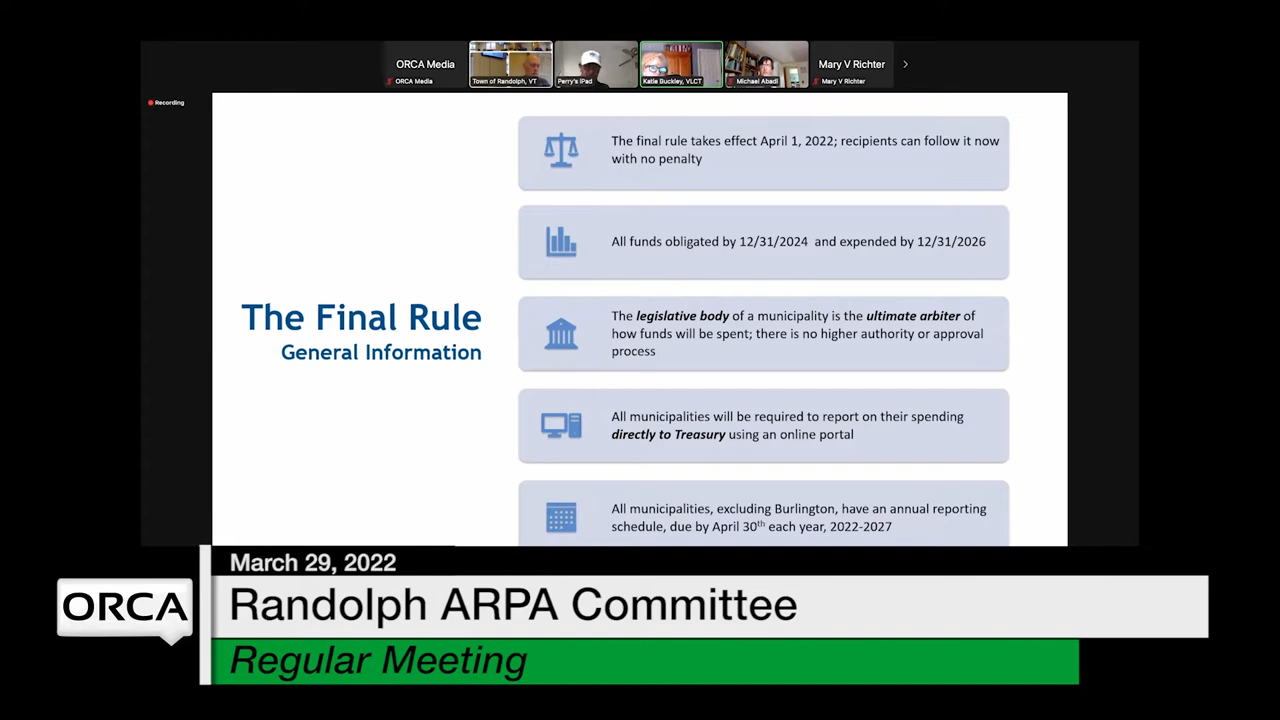 ORCA Media
Mary V Richter
ORCA Media
Town of Randolph, VT
Perry's iPad
Katie Buckley, VLCT
Michael Abadi
Mary V Richter
Recording
The final rule takes effect April 1, 2022; recipients can follow it now
with no penalty
All funds obligated by 12/31/2024 and expended by 12/31/2026
The Final Rule
General Information
The legislative body of a municipality is the ultimate arbiter of
how funds will be spent; there is no higher authority or approval
process
All municipalities will be required to report on their spending
directly to Treasury using an online portal
All municipalities, excluding Burlington, have an annual reporting
schedule, due by April 30th each year, 2022-2027
March 29, 2022
ORCA
Randolph ARPA Committee
Regular Meeting